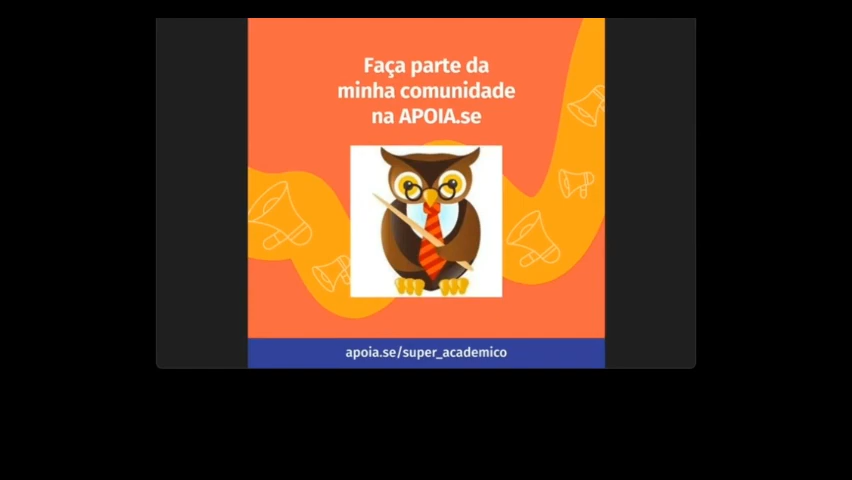 Faça parte da
minha comunidade
na APOIA.se
apoia.se/super_academico